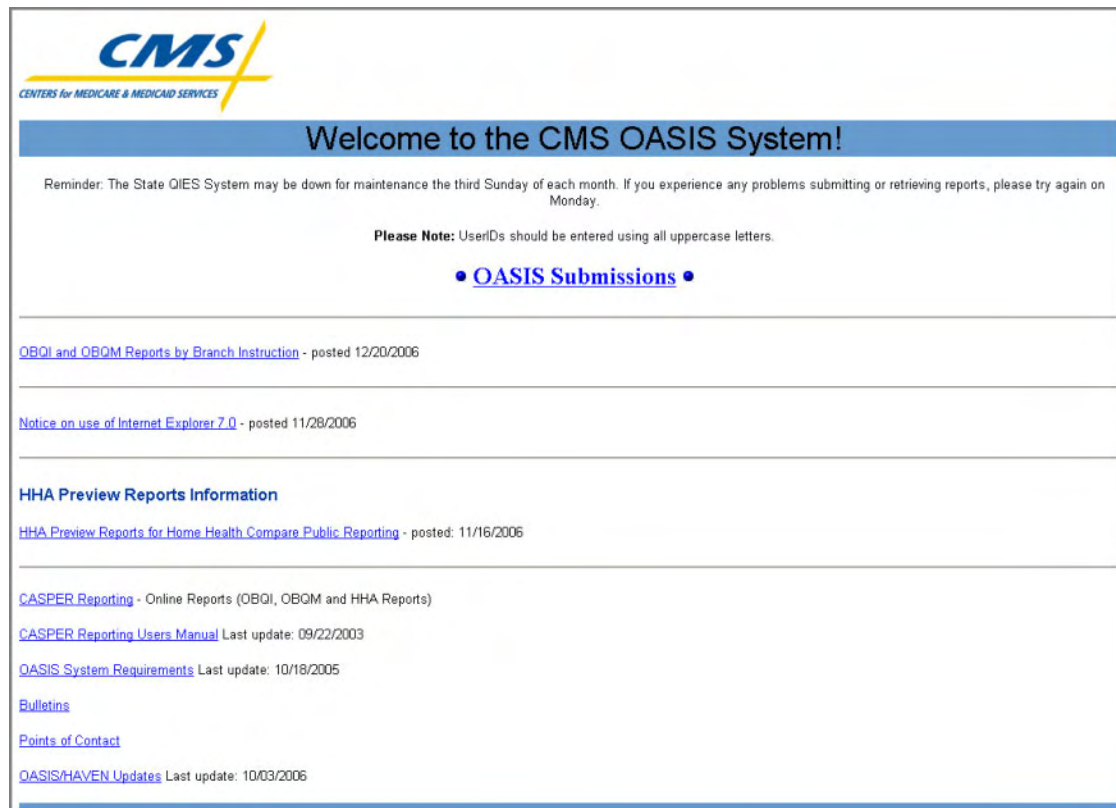 CMS
CENTERS for MEDICARE & MEDICAID SERVICES
Welcome to the CMS OASIS System!
Reminder: The State QIES System may be down for maintenance the third Sunday of each month. If you experience any problems submitting or retrieving reports, please try again on
Monday.
Please Note: UserIDs should be entered using all uppercase letters.
• OASIS Submissions •
OBQI and OBQM Reports by Branch Instruction - posted 12/20/2006
Notice on use of Internet Explorer 7.0 - posted 11/28/2006
HHA Preview Reports Information
HHA Preview Reports for Home Health Compare Public Reporting - posted: 11/16/2006
CASPER Reporting - Online Reports (OBQI, OBQM and HHA Reports)
CASPER Reporting Users Manual Last update: 09/22/2003
OASIS System Requirements Last update: 10/18/2005
Bulletins
Points of Contact
OASIS/HAVEN Updates Last update: 10/03/2006